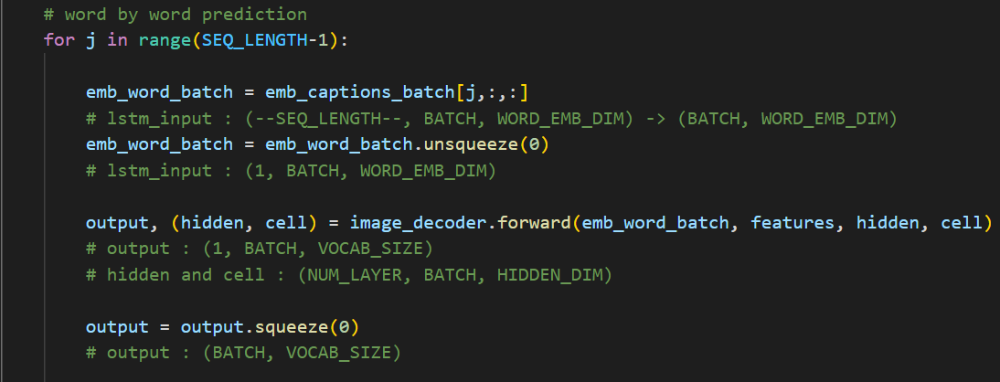 # word by word prediction
for j in range(SEQ_LENGTH-1):
emb_word_batch = emb_captions_batch[j,:,:]
# lstm_input : (--SEQ_LENGTH--, BATCH, WORD_EMB_DIM) -> (BATCH, WORD_EMB_DIM)
emb_word_batch = emb_word_batch.unsqueeze(0)
# lstm_input : (1, BATCH, WORD_EMB_DIM)
output, (hidden, cell) = image_decoder.forward(emb_word_batch, features, hidden, cell)
# output : (1, BATCH, VOCAB_SIZE)
# hidden and cell : (NUM_LAYER, BATCH, HIDDEN_DIM)
output = output.squeeze(0)
# output : (BATCH, VOCAB_SIZE)